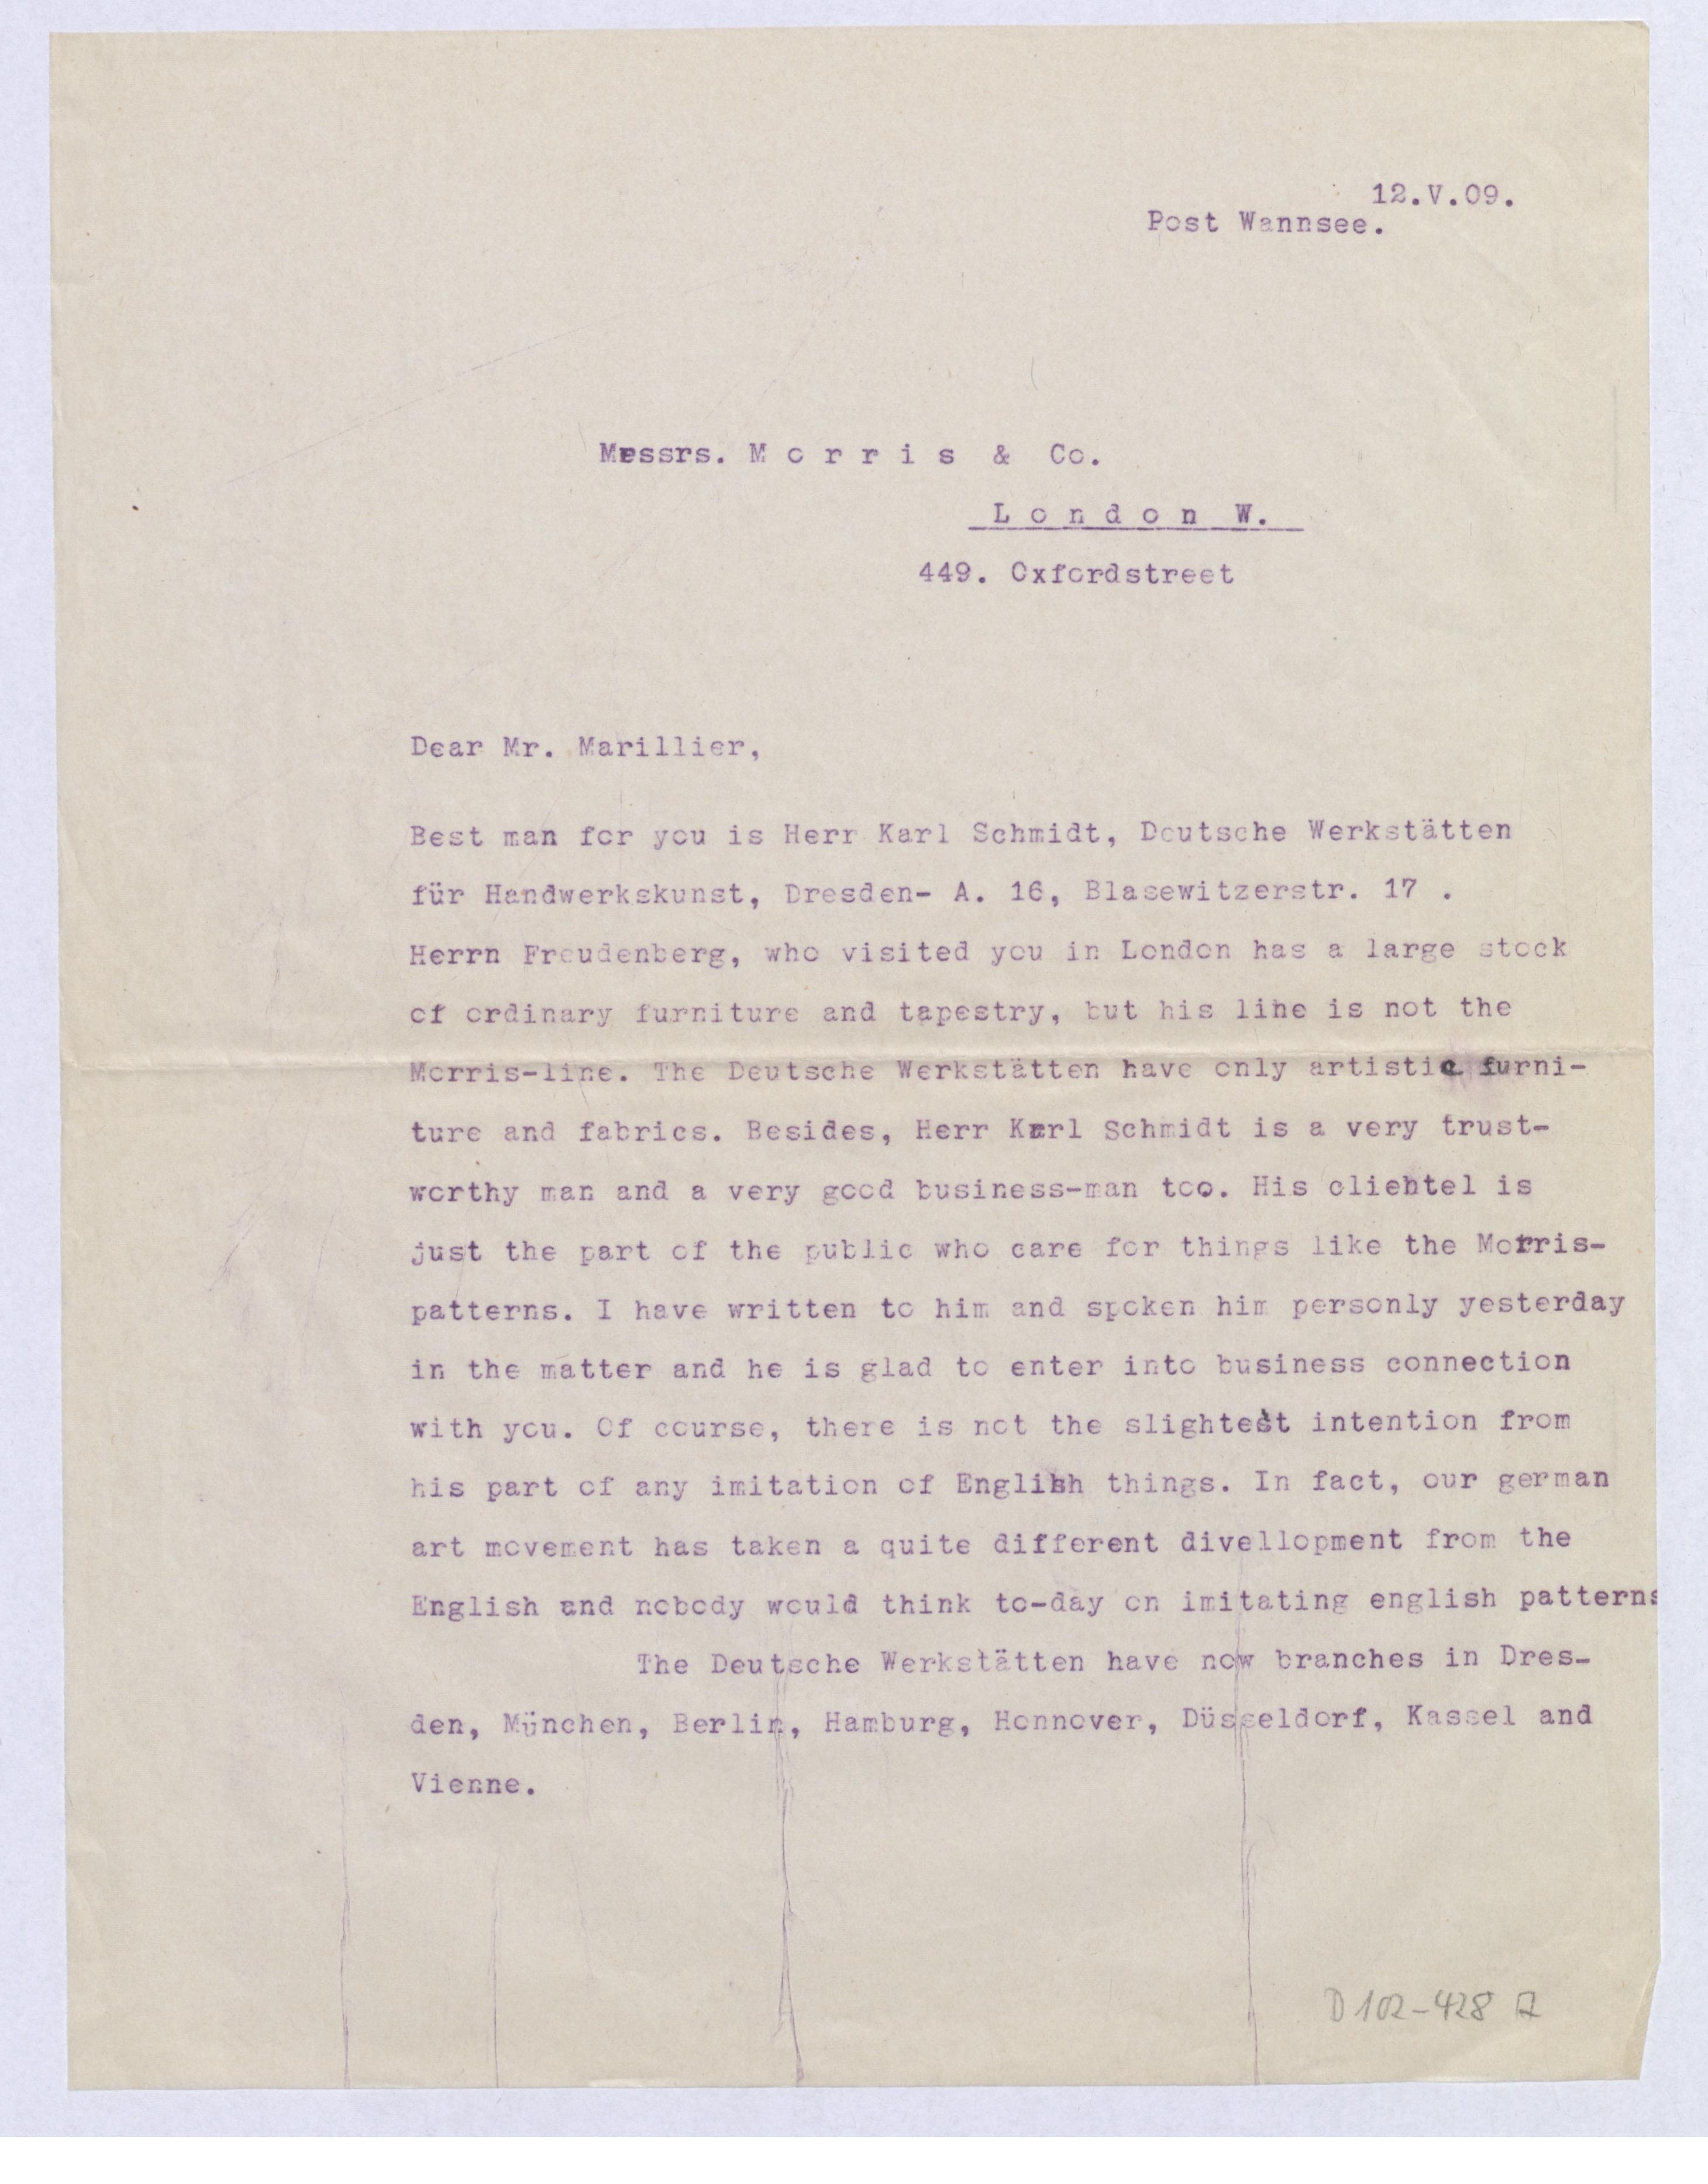 12.V.09.
Post Wannsee.
Messrs. M o r r i s & Co.
L o n d o n W.
449. Oxfordstreet
Dear Mr. Marillier,
Best man for you is Herr Karl Schmidt, Deutsche Werkstätten
für Handwerkskunst, Dresden- A. 16, Blasewitzerstr. 17 .
Herrn Freudenberg, who visited you in London has a large stock
of ordinary furniture and tapestry, but his line is not the
Morris-line. The Deutsche Werkstätten have only artistic furni-
ture and fabrics. Besides, Herr Karl Schmidt is a very trust-
worthy man and a very good business-man too. His clientel is
just the part of the public who care for things like the Morris-
patterns. I have written to him and spoken him personly yesterday
in the matter and he is glad to enter into business connection
with you. Of course, there is not the slightest intention from
his part of any imitation of English things. In fact, our german
art movement has taken a quite different divellopment from the
English and nobody would think to-day on imitating english patterns
The Deutsche Werkstätten have now branches in Dres-
den, München, Berlin, Hamburg, Honnover, Düsseldorf, Kassel and
Vienne.
D 102-428